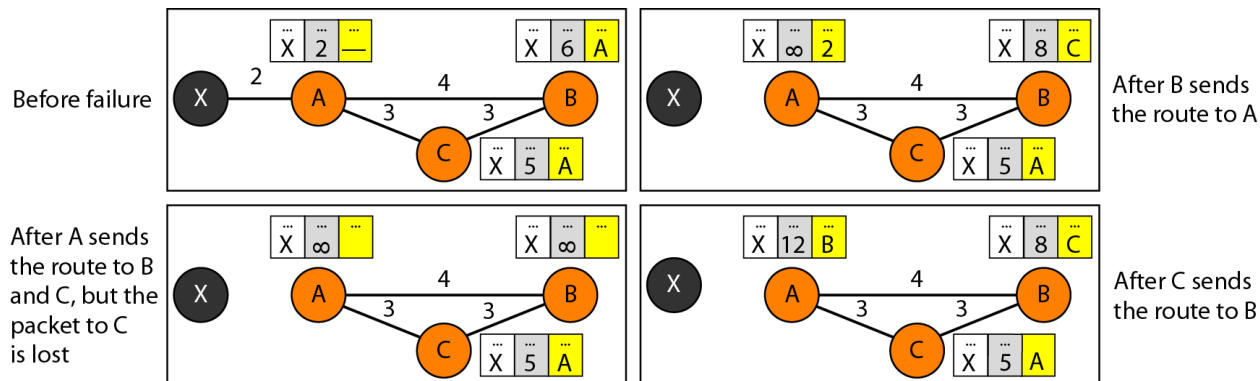 Before failure
... ... ...
X 2 —
... ... ...
X 6 A
X 2 A 4 B
3 3
C
... ... ...
X 5 A
... ... ...
X ∞ 2
... ... ...
X 8 C
X A 4 B
3 3
C
... ... ...
X 5 A
After B sends
the route to A
After A sends
the route to B
and C, but the
packet to C
is lost
... ... ...
X ∞
... ... ...
X ∞
X A 4 B
3 3
C
... ... ...
X 5 A
... ... ...
X 12 B
... ... ...
X 8 C
X A 4 B
3 3
C
... ... ...
X 5 A
After C sends
the route to B